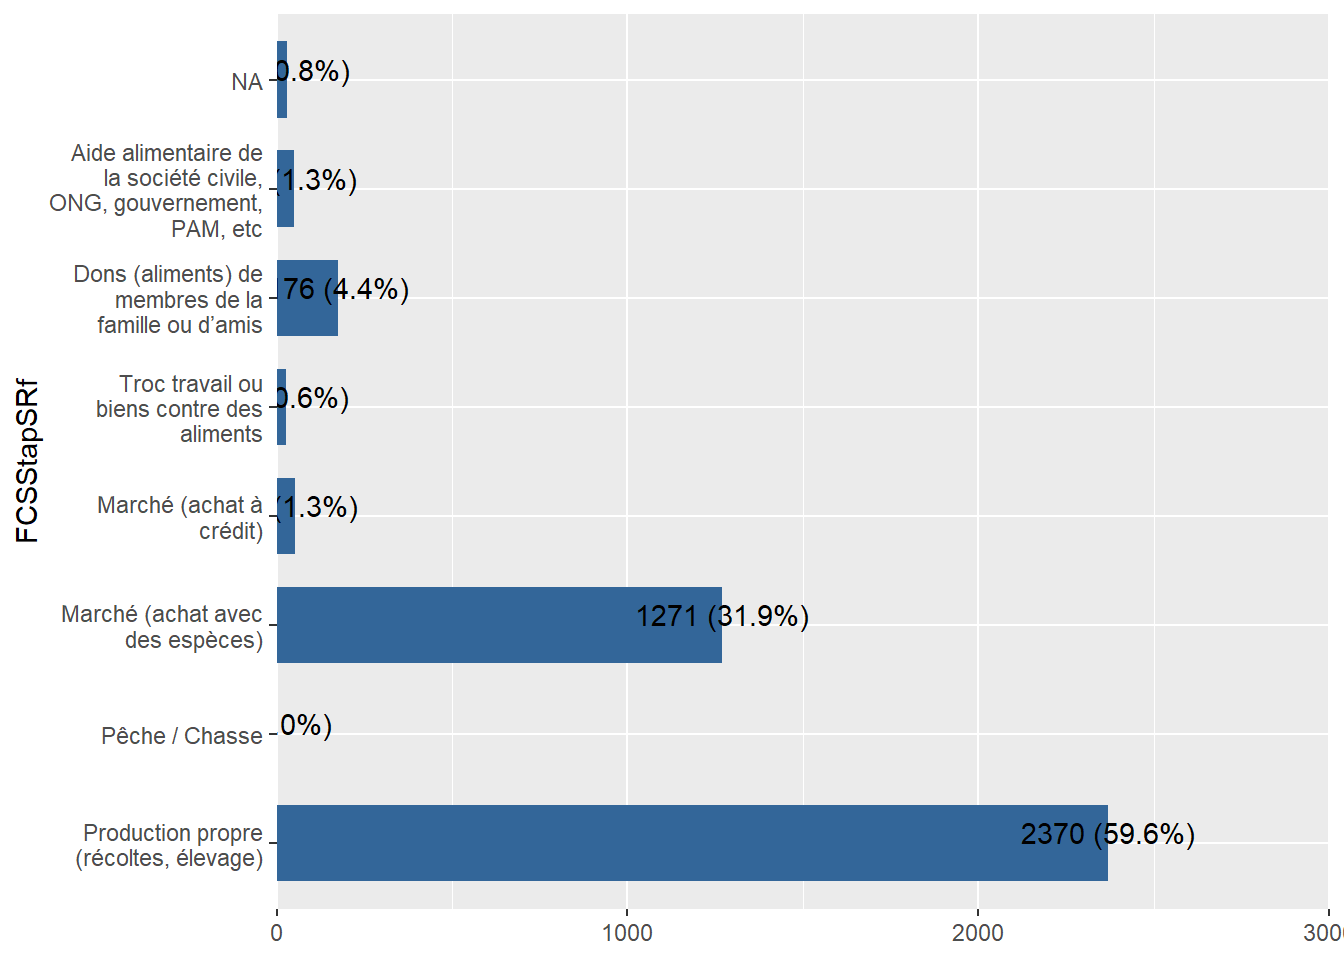 FCSStapSRf
NA
0.8%)
Aide alimentaire de
la société civile,
ONG, gouvernement,
PAM, etc
(1.3%)
Dons (aliments) de
membres de la
famille ou d’amis
76 (4.4%)
Troc travail ou
biens contre des
aliments
0.6%)
Marché (achat à
crédit)
(1.3%)
Marché (achat avec
des espèces)
1271 (31.9%)
Pêche / Chasse
0%)
Production propre
(récoltes, élevage)
2370 (59.6%)
0
1000
2000
300